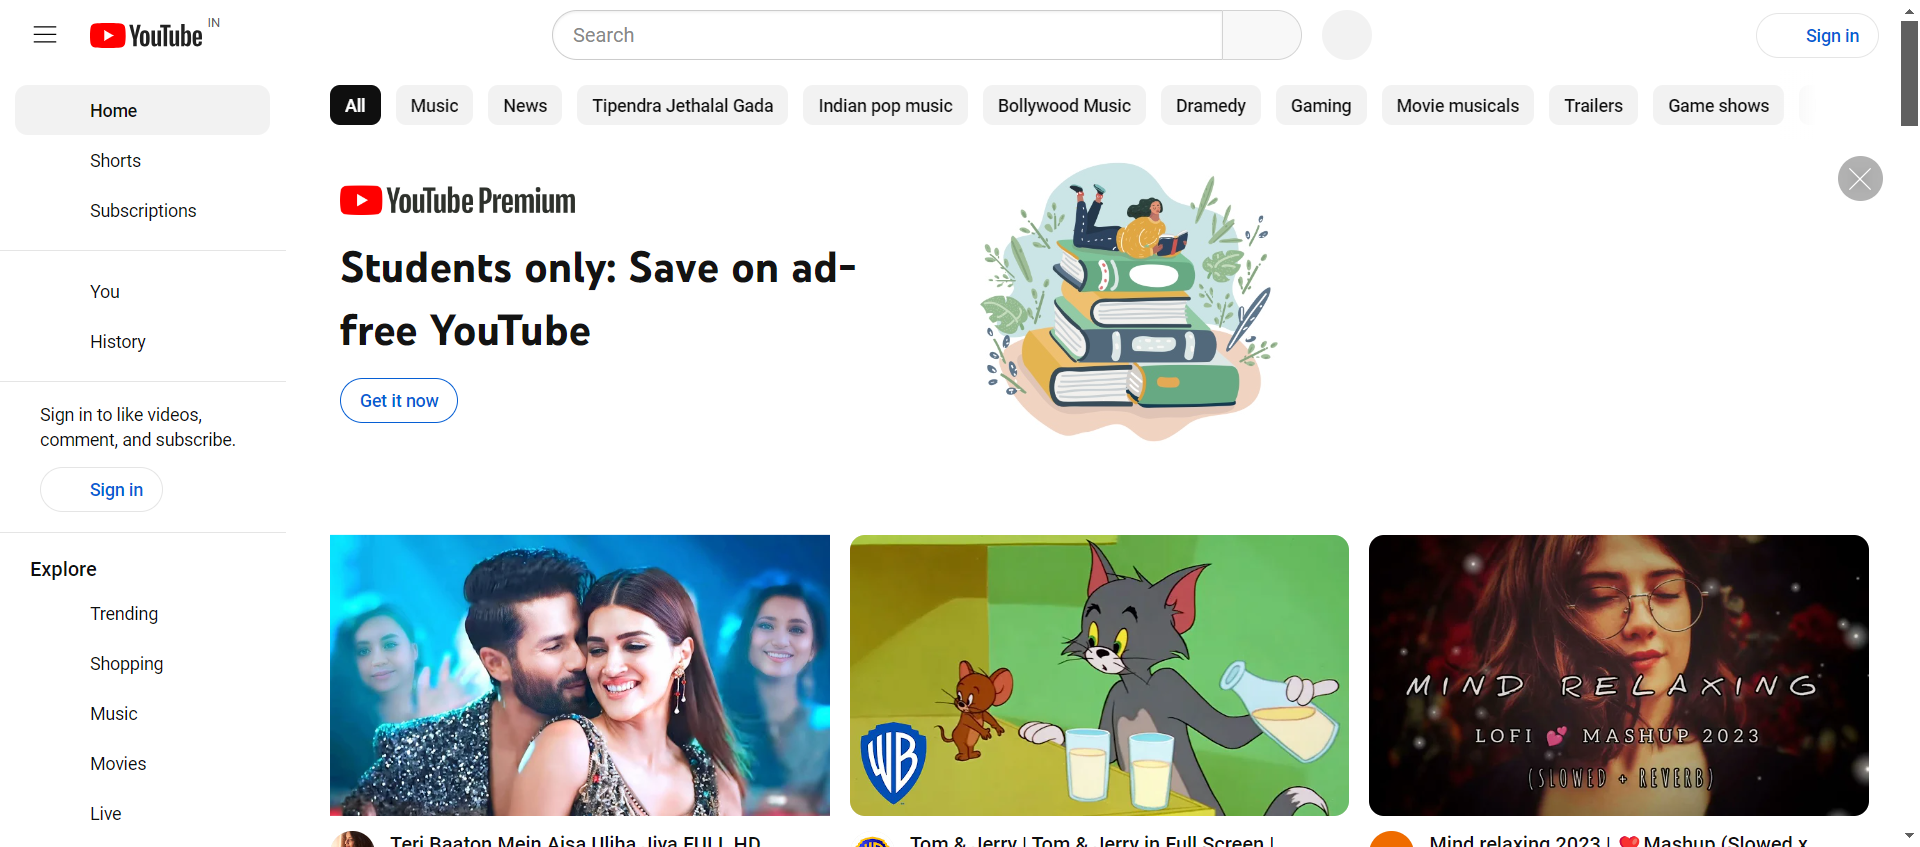 YouTube IN
Search
Sign in
Home
Shorts
Subscriptions
You
History
Sign in to like videos,
comment, and subscribe.
Sign in
Explore
Trending
Shopping
Music
Movies
Live
All Music News Tipendra Jethalal Gada Indian pop music Bollywood Music Dramedy Gaming Movie musicals Trailers Game shows
YouTube Premium
Students only: Save on ad-
free YouTube
Get it now
WB
MIND RELAXING
LOFI 💕 MASHUP 2023
(SLOWED + REVERB)
Teri Baaton Mein Aisa Uljha Jiya FULL HD
Tom & Jerry | Tom & Jerry in Full Screen |
Mind relaxing 2023 | ❤️ Mashup (Slowed x